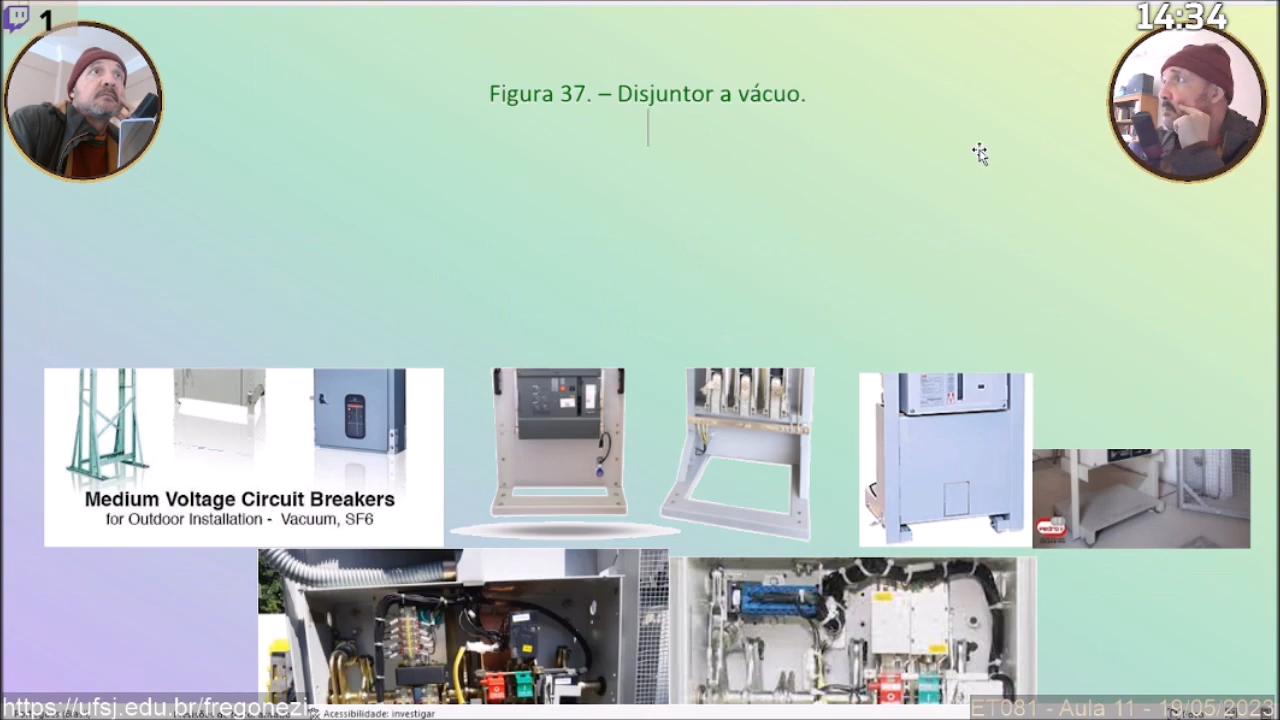 1
14:34
Figura 37. – Disjuntor a vácuo.
Medium Voltage Circuit Breakers
for Outdoor Installation - Vacuum, SF6
https://ufsj.edu.br/fregonezi
Acessibilidade: investigar
ET081 - Aula 11 - 19/05/2023